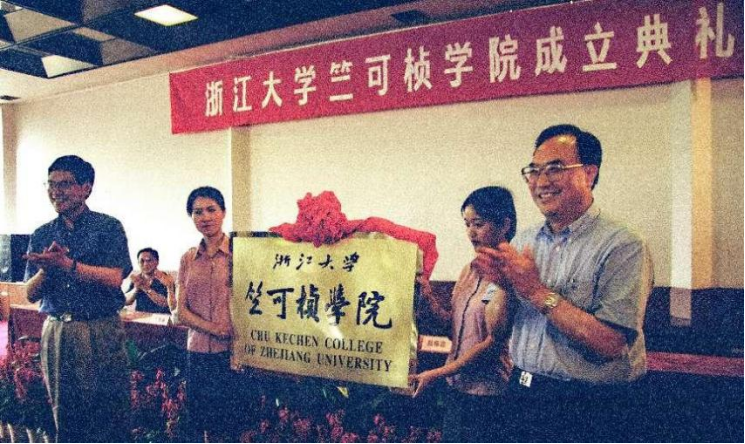 浙江大学竺可桢学院成立典礼
浙江大学
竺可桢學院
CHU KECHEN COLLEGE
OF ZHEJIANG UNIVERSITY